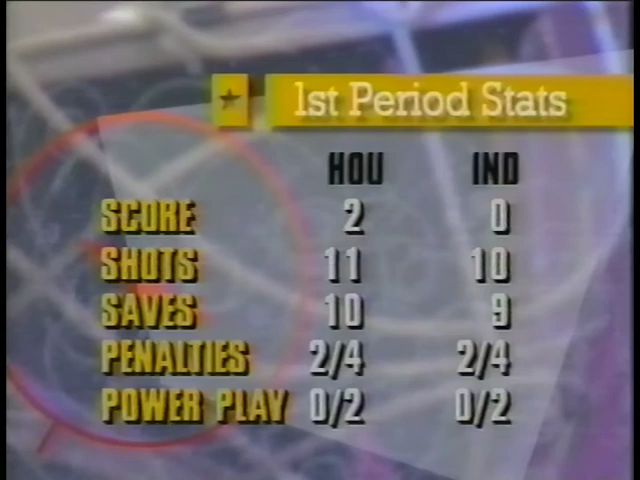 1st Period Stats
HOU IND
SCORE 2 0
SHOTS 11 10
SAVES 10 9
PENALTIES 2/4 2/4
POWER PLAY 0/2 0/2